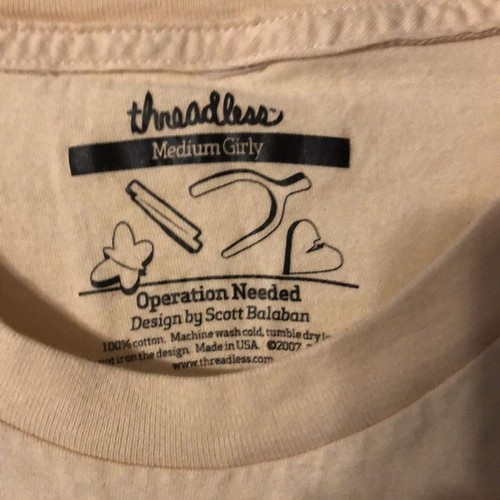 threadless™
Medium Girly
Operation Needed
Design by Scott Balaban
100% cotton. Machine wash cold, tumble dry
not iron the design. Made in USA. ©2007
www.threadless.com